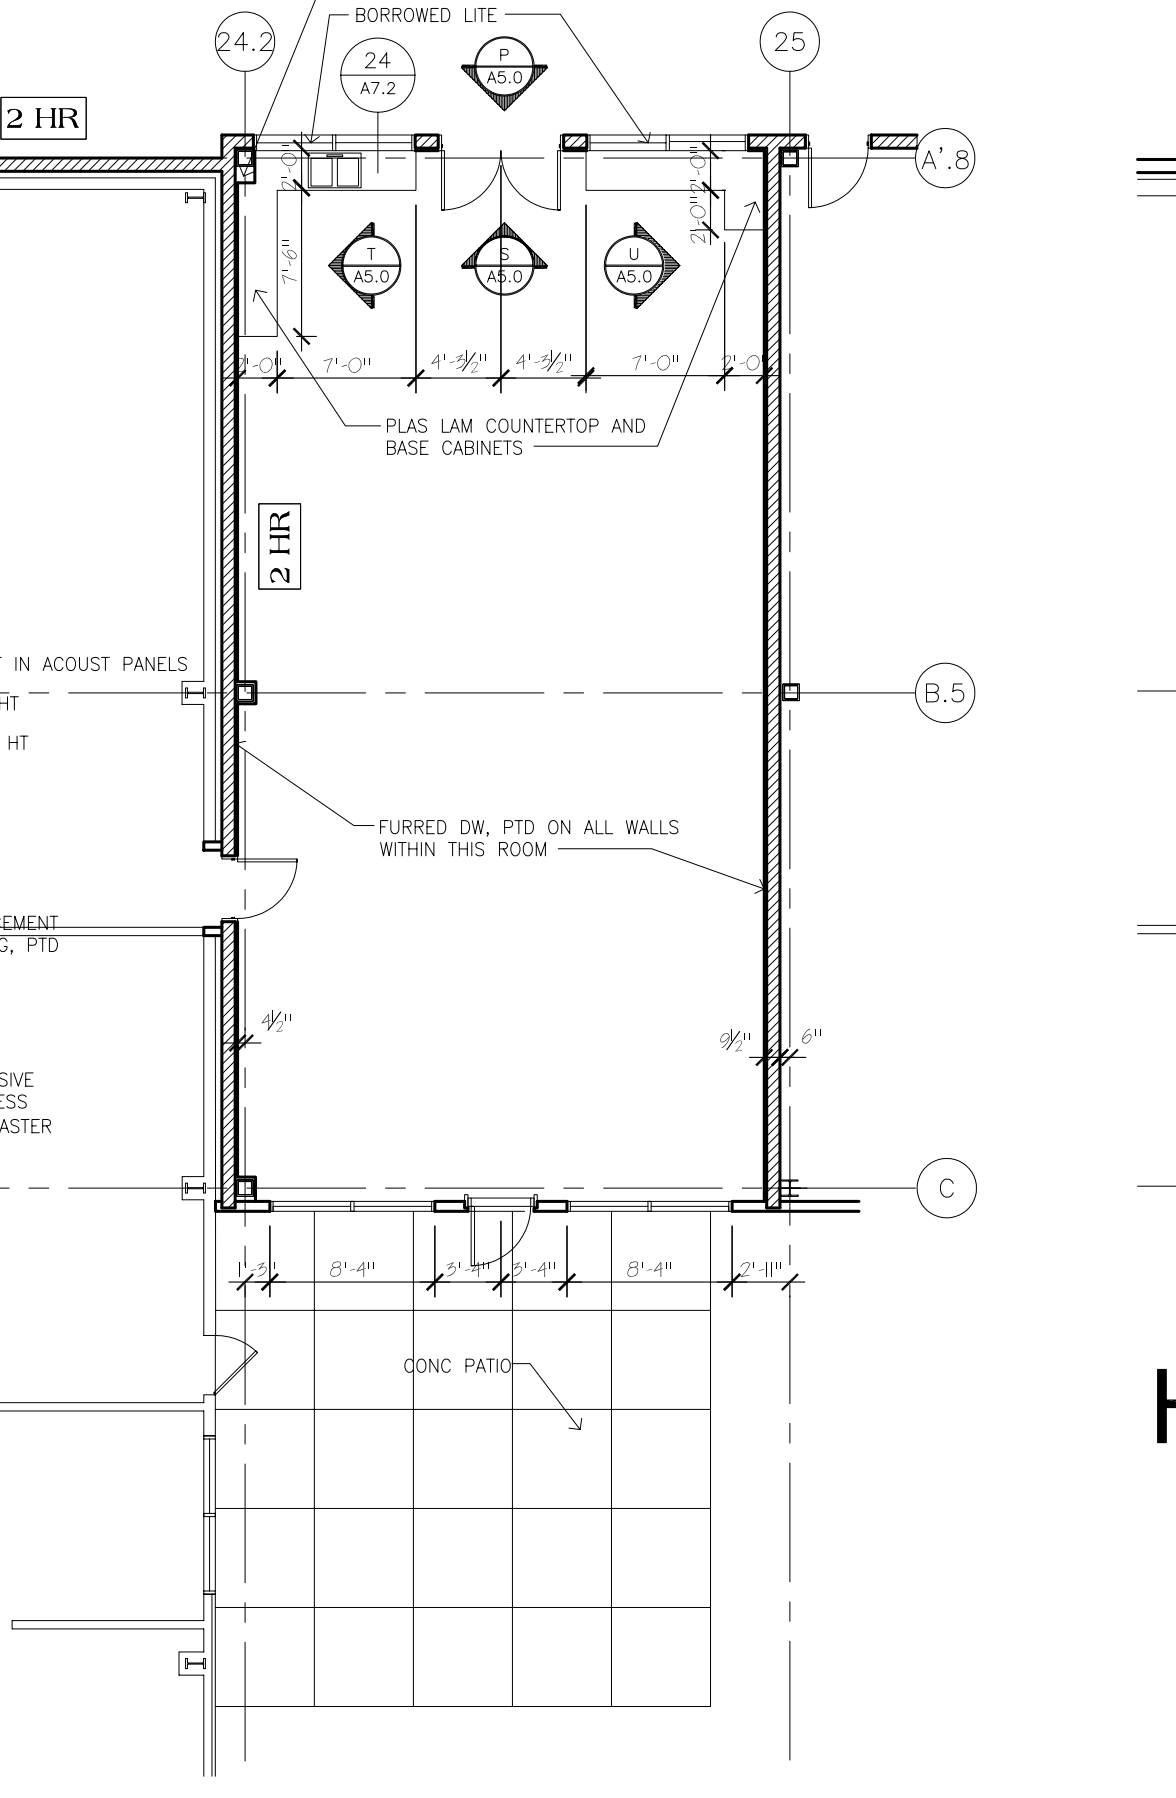 BORROWED LITE
24.2
25
24
A7.2
P
A5.0
2 HR
A'.8
2'-0"
2'-0"
2'-0"
7'-6"
T
A5.0
S
A5.0
U
A5.0
2'-0"
7'-0"
4'-3½"
4'-3½"
7'-0"
2'-0"
PLAS LAM COUNTERTOP AND
BASE CABINETS
2 HR
IN ACOUST PANELS
B.5
HT
HT
FURRED DW, PTD ON ALL WALLS
WITHIN THIS ROOM
CEMENT
G, PTD
4½"
9½"
6"
SIVE
ESS
ASTER
C
1'-3"
8'-4"
3'-4"
3'-4"
8'-4"
2'-11"
CONC PATIO